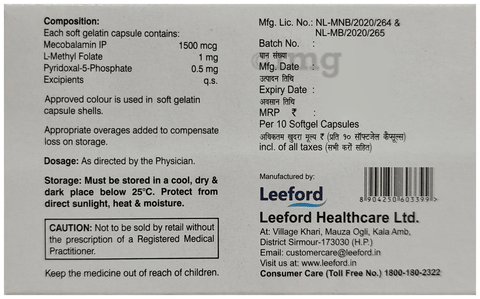 Composition:
Each soft gelatin capsule contains:
Mecobalamin IP 1500 mcg
L-Methyl Folate 1 mg
Pyridoxal-5-Phosphate 0.5 mg
Excipients q.s.
Approved colour is used in soft gelatin
capsule shells.
Appropriate overages added to compensate
loss on storage.
Dosage: As directed by the Physician.
Storage: Must be stored in a cool, dry &
dark place below 25°C. Protect from
direct sunlight, heat & moisture.
CAUTION: Not to be sold by retail without
the prescription of a Registered Medical
Practitioner.
Keep the medicine out of reach of children.
Mfg. Lic. No.: NL-MNB/2020/264 &
NL-MB/2020/265
Batch No. :
यान संख्या
Mfg. Date :
उत्पादन तिथि
Expiry Date :
अवसान तिथि
MRP ₹ :
Per 10 Softgel Capsules
अधिकतम खुदरा मूल्य ₹ (प्रति १० सॉफ्टजेल कैप्सूल्स)
incl. of all taxes (सभी करों सहित)
Manufactured by:
Leeford
8904250603399
Leeford Healthcare Ltd.
At: Village Khari, Mauza Ogli, Kala Amb,
District Sirmour-173030 (H.P.)
Email: customercare@leeford.in
Visit us at: www.leeford.in
Consumer Care (Toll Free No.) 1800-180-2322